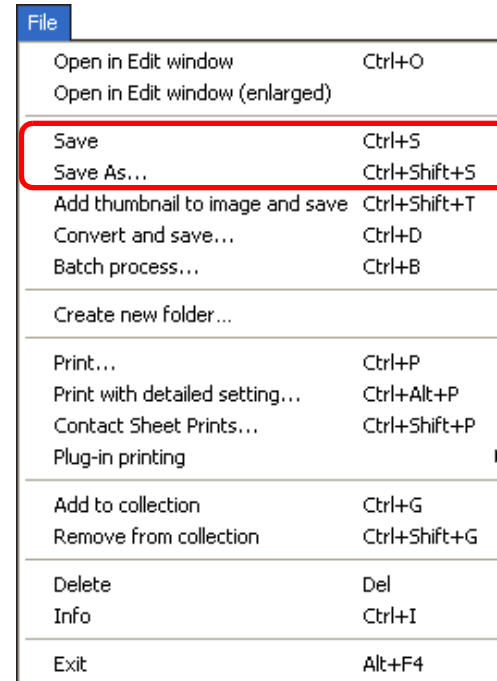 File
Open in Edit window Ctrl+O
Open in Edit window (enlarged)
Save Ctrl+S
Save As... Ctrl+Shift+S
Add thumbnail to image and save Ctrl+Shift+T
Convert and save... Ctrl+D
Batch process... Ctrl+B
Create new folder...
Print... Ctrl+P
Print with detailed setting... Ctrl+Alt+P
Contact Sheet Prints... Ctrl+Shift+P
Plug-in printing
Add to collection Ctrl+G
Remove from collection Ctrl+Shift+G
Delete Del
Info Ctrl+I
Exit Alt+F4